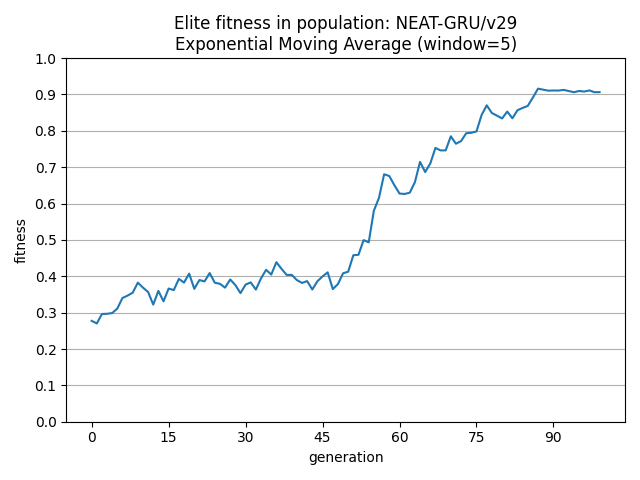 Elite fitness in population: NEAT-GRU/v29
Exponential Moving Average (window=5)
1.0
0.9
0.8
0.7
0.6
0.5
0.4
0.3
0.2
0.1
0.0
fitness
0 15 30 45 60 75 90
generation